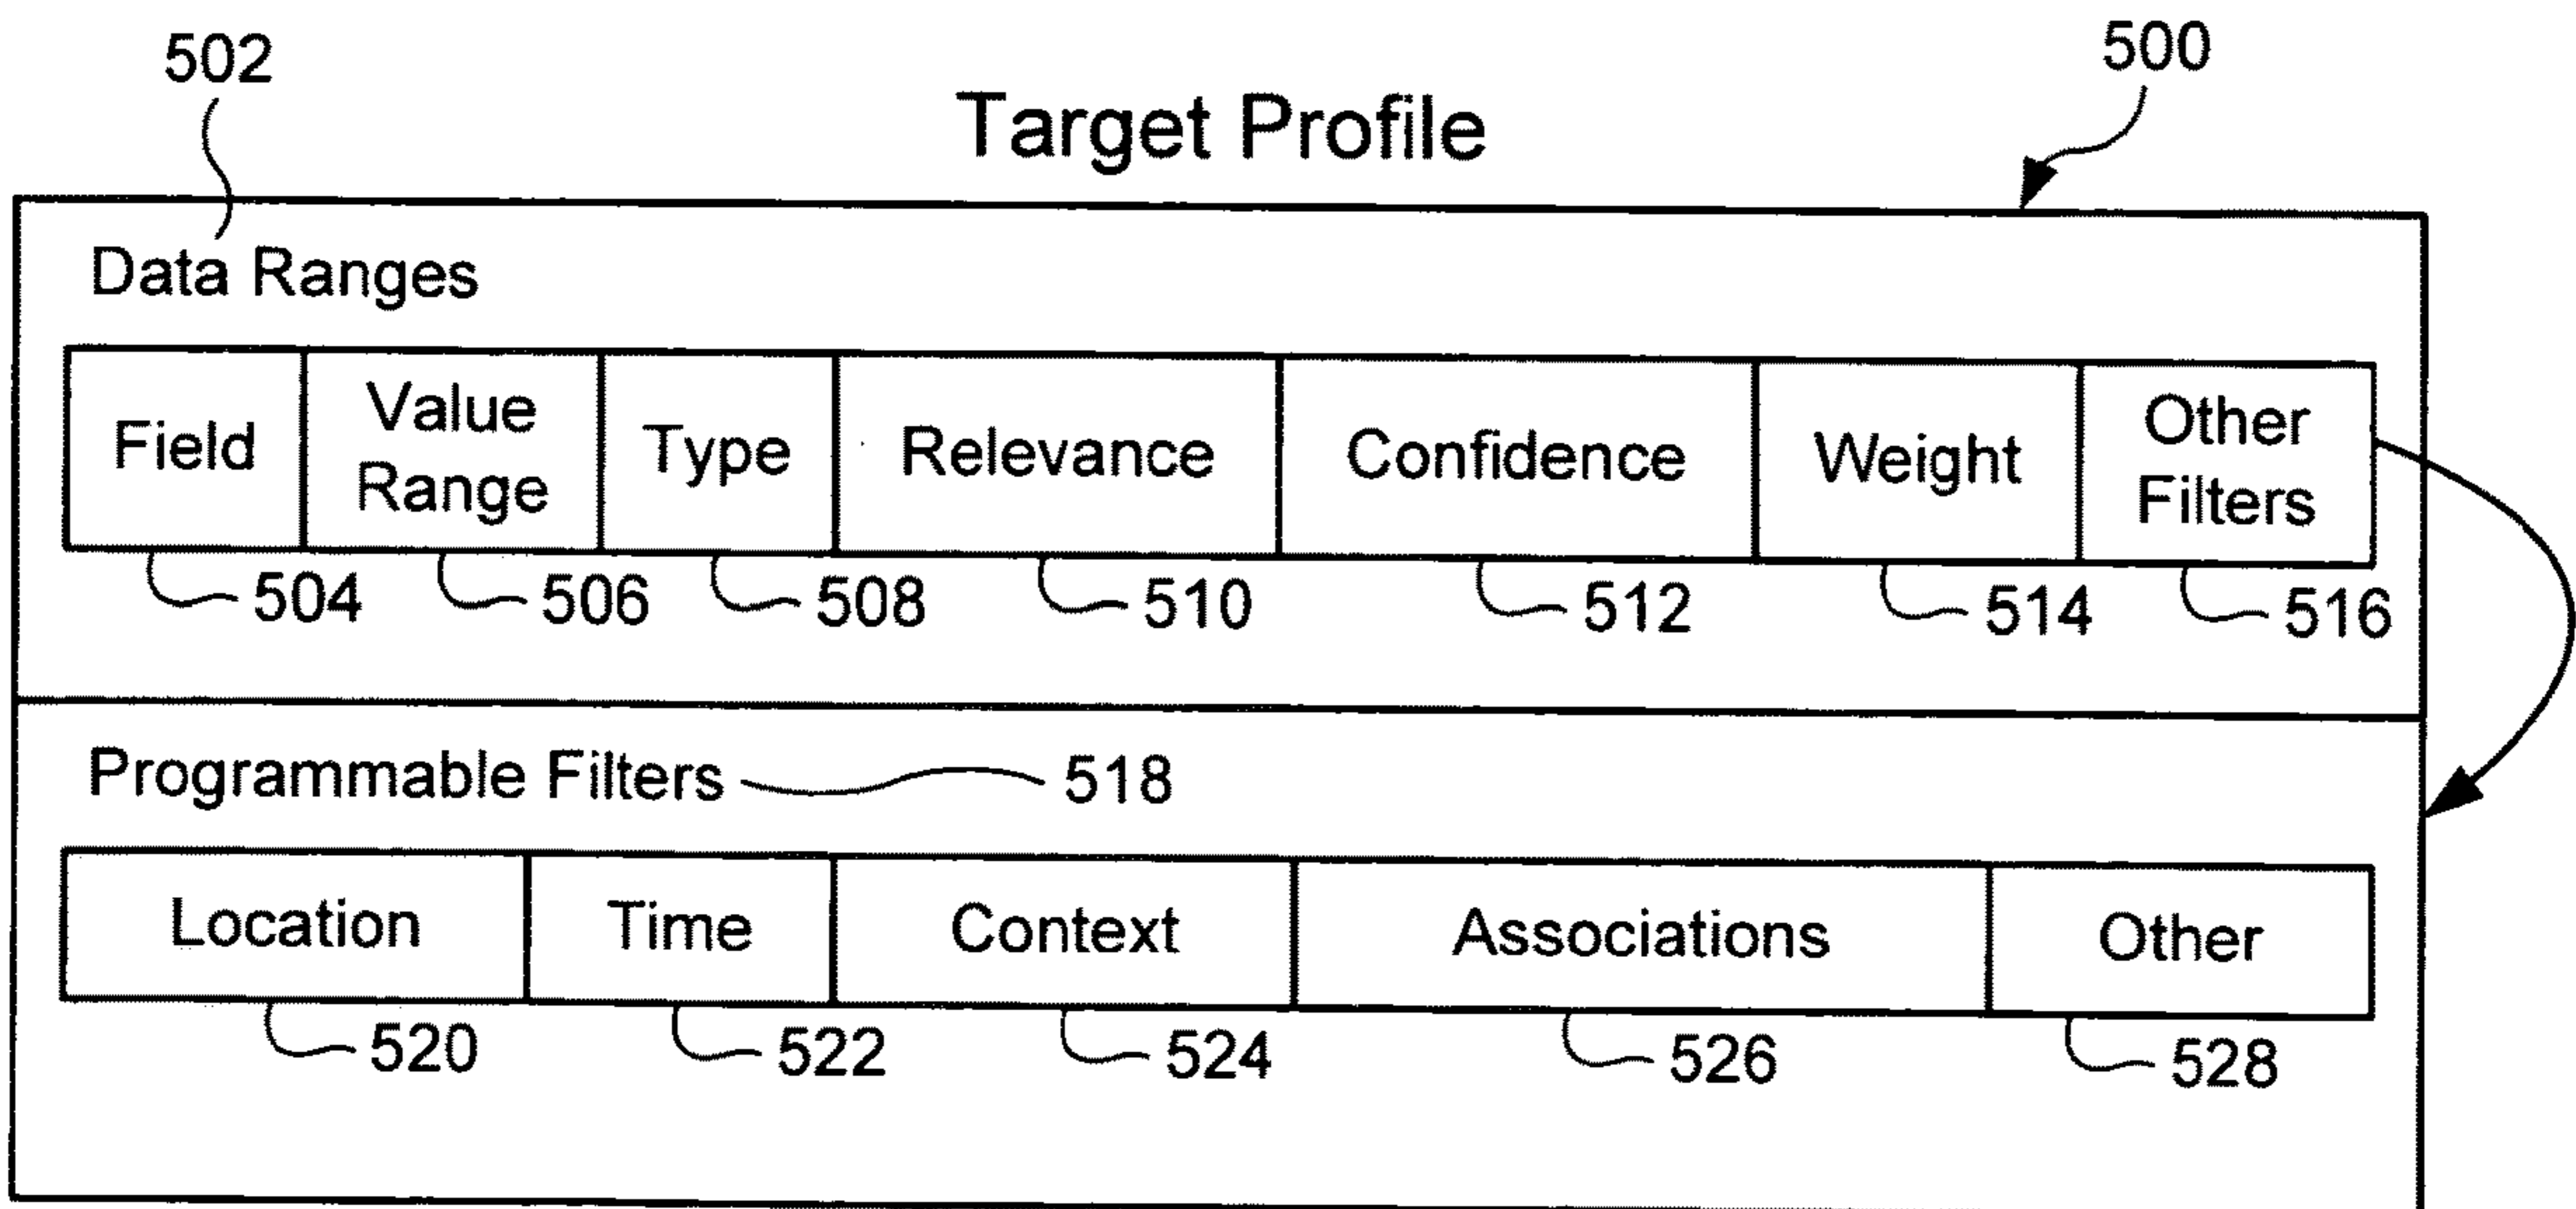 502
500
Target Profile
Data Ranges
Field
Value
Range
Type
Relevance
Confidence
Weight
Other
Filters
504
506
508
510
512
514
516
Programmable Filters
518
Location
Time
Context
Associations
Other
520
522
524
526
528